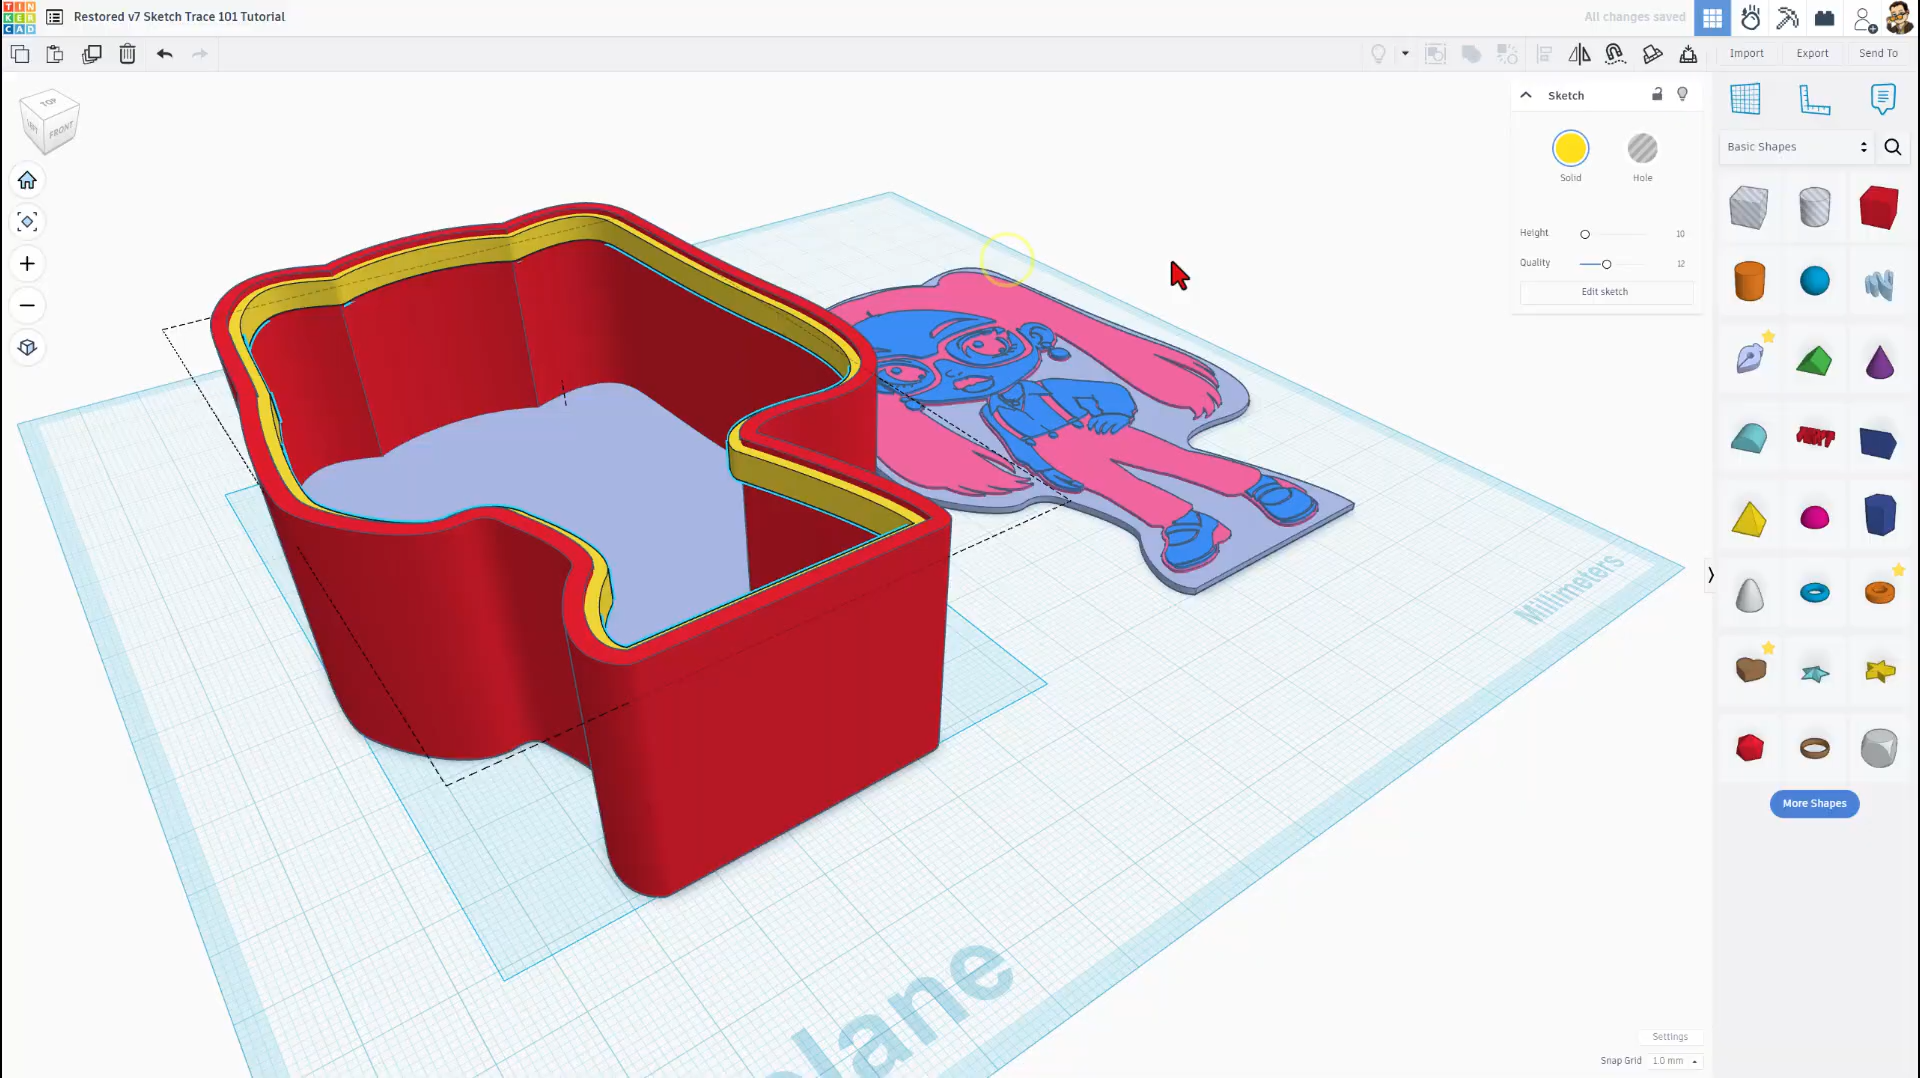 TIN
KER
CAD
Restored v7 Sketch Trace 101 Tutorial
All changes saved
Import
Export
Send To
TOP
LEFT
FRONT
Sketch
Solid
Hole
Height
10
Quality
12
Edit sketch
Basic Shapes
TEXT
More Shapes
Millimeters
lane
Settings
Snap Grid
1.0 mm